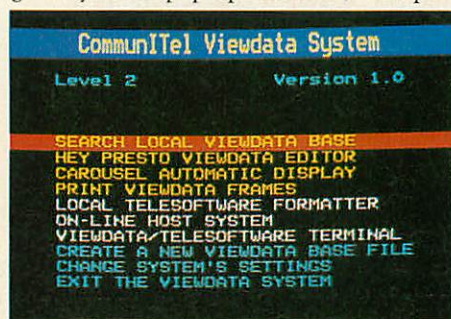 CommunITel Viewdata System
Level 2 Version 1.0
SEARCH LOCAL VIEWDATA BASE
HEY PRESTO VIEWDATA EDITOR
CAROUSEL AUTOMATIC DISPLAY
PRINT VIEWDATA FRAMES
LOCAL TELESOFTWARE FORMATTER
ON-LINE HOST SYSTEM
VIEWDATA/TELESOFTWARE TERMINAL
CREATE A NEW VIEWDATA BASE FILE
CHANGE SYSTEM'S SETTINGS
EXIT THE VIEWDATA SYSTEM